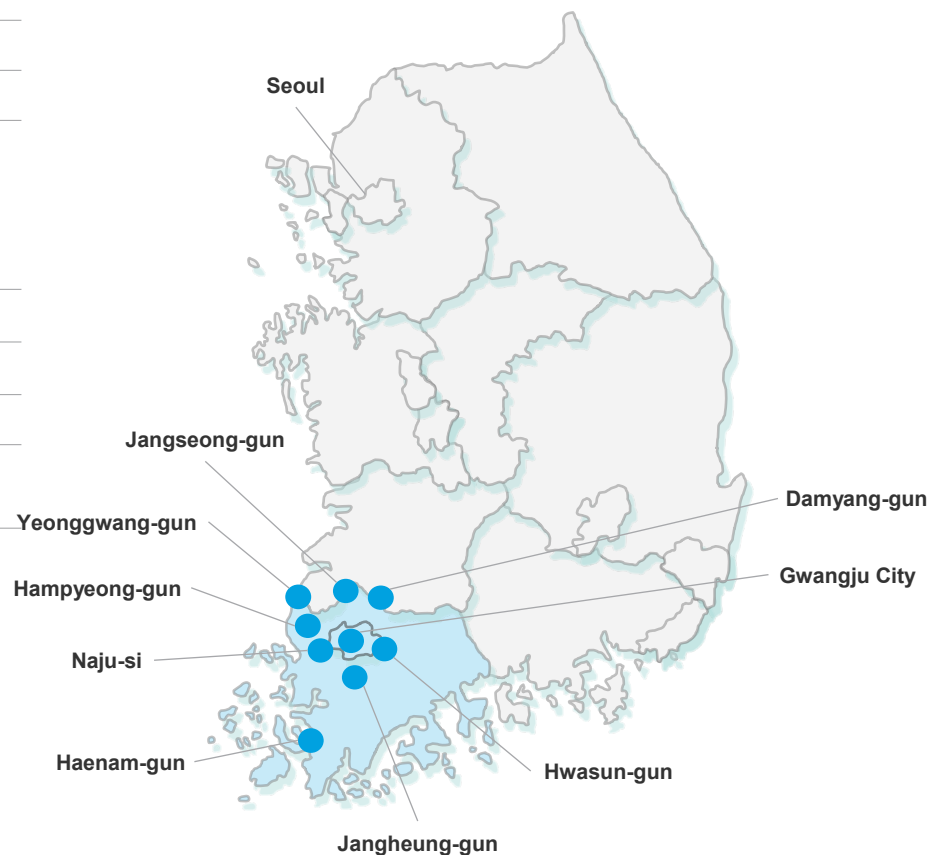 Seoul
Jangseong-gun
Yeonggwang-gun
Damyang-gun
Hampyeong-gun
Gwangju City
Naju-si
Haenam-gun
Hwasun-gun
Jangheung-gun